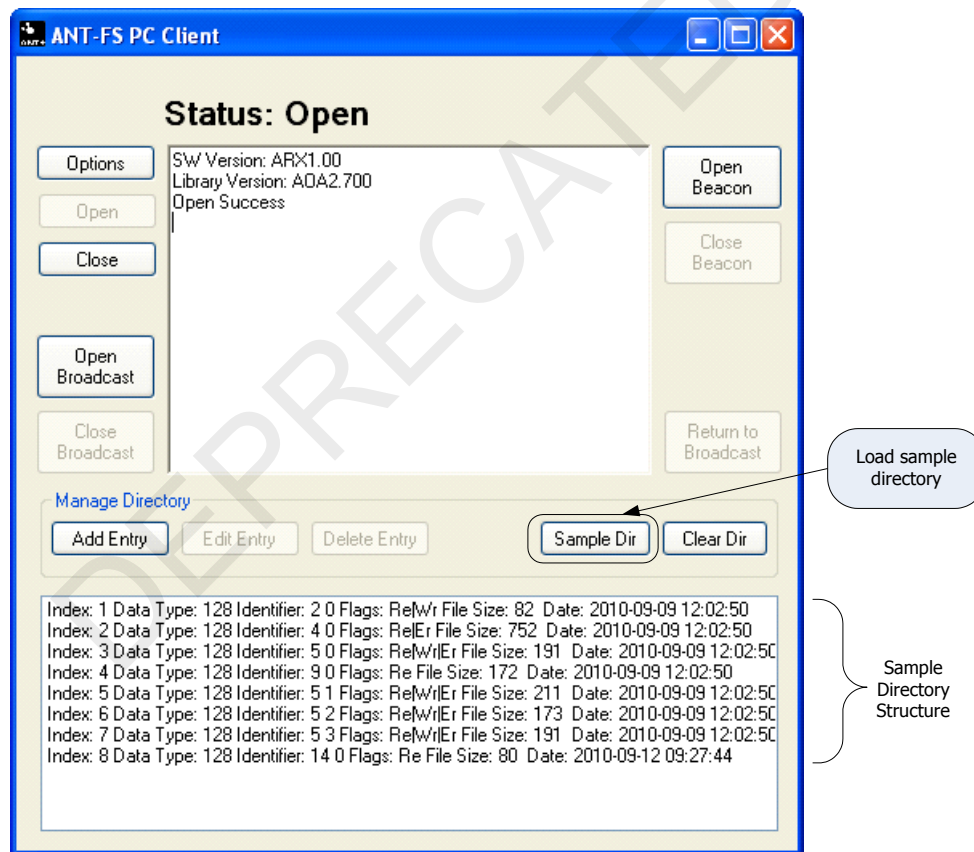 ANT-FS PC Client
Status: Open
Options
Open
Close
Open
Broadcast
Close
Broadcast
SW Version: ARX1.00
Library Version: AOA2.700
Open Success
Open
Beacon
Close
Beacon
Return to
Broadcast
Load sample
directory
Manage Directory
Add Entry
Edit Entry
Delete Entry
Sample Dir
Clear Dir
Index: 1 Data Type: 128 Identifier: 2 0 Flags: Re|Wr File Size: 82 Date: 2010-09-09 12:02:50
Index: 2 Data Type: 128 Identifier: 4 0 Flags: Re|Er File Size: 752 Date: 2010-09-09 12:02:50
Index: 3 Data Type: 128 Identifier: 5 0 Flags: Re|Wr|Er File Size: 191 Date: 2010-09-09 12:02:50
Index: 4 Data Type: 128 Identifier: 9 0 Flags: Re File Size: 172 Date: 2010-09-09 12:02:50
Index: 5 Data Type: 128 Identifier: 5 1 Flags: Re|Wr|Er File Size: 211 Date: 2010-09-09 12:02:50
Index: 6 Data Type: 128 Identifier: 5 2 Flags: Re|Wr|Er File Size: 173 Date: 2010-09-09 12:02:50
Index: 7 Data Type: 128 Identifier: 5 3 Flags: Re|Wr|Er File Size: 191 Date: 2010-09-09 12:02:50
Index: 8 Data Type: 128 Identifier: 14 0 Flags: Re File Size: 80 Date: 2010-09-12 09:27:44
Sample
Directory
Structure
DEPRECATED